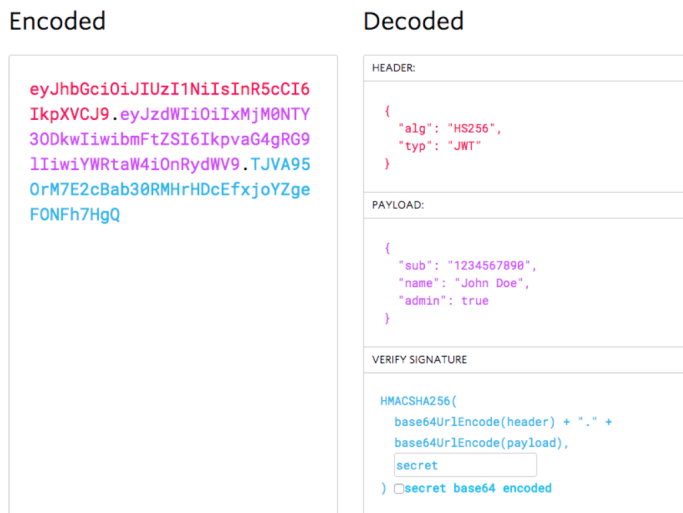 Encoded
eyJhbGciOiJIUzI1NiIsInR5cCI6
IkpXVCJ9.eyJzdWIiOiIxMjM0NTY
3ODkwIiwibmFtZSI6IkpvaG4gRG9
lIiwiYWRtaW4iOnRydWV9.TJVA95
OrM7E2cBab30RMHrHDcEfxjoYZge
FONFh7HgQ
Decoded
HEADER:
{
"alg": "HS256",
"typ": "JWT"
}
PAYLOAD:
{
"sub": "1234567890",
"name": "John Doe",
"admin": true
}
VERIFY SIGNATURE
HMACSHA256(
base64UrlEncode(header) + "." +
base64UrlEncode(payload),
secret
) secret base64 encoded